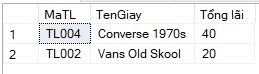 MaTL TenGiay Tổng lãi
1 TL004 Converse 1970s 40
2 TL002 Vans Old Skool 20